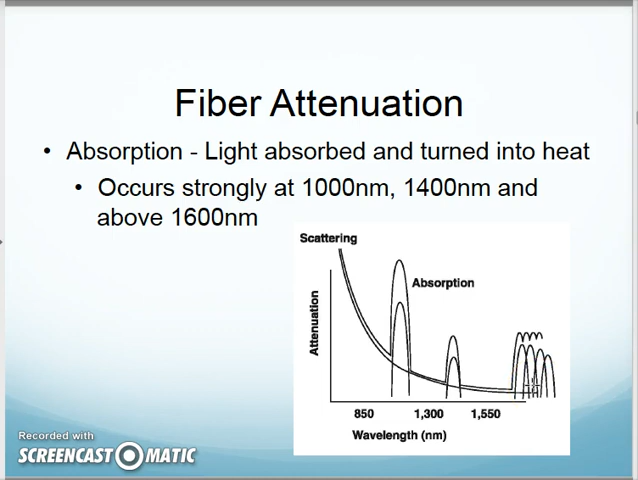 Fiber Attenuation
• Absorption - Light absorbed and turned into heat
• Occurs strongly at 1000nm, 1400nm and
above 1600nm
Scattering
Absorption
Attenuation
850 1,300 1,550
Wavelength (nm)
Recorded with
SCREENCAST MATIC